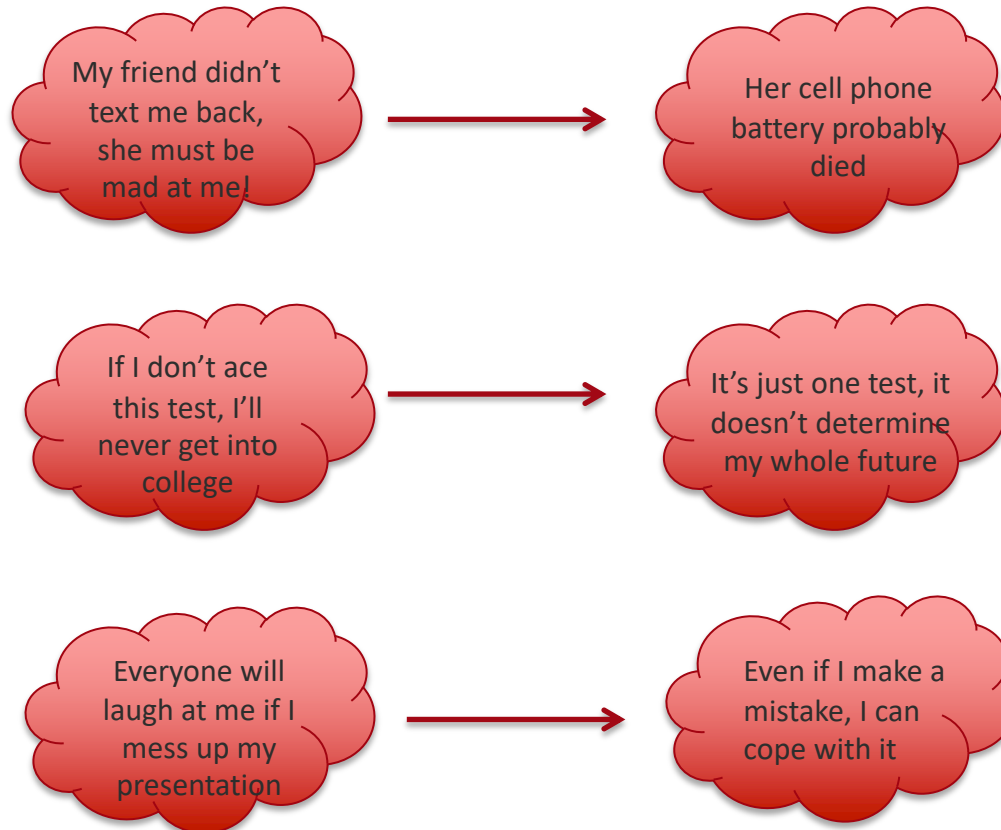 My friend didn’t
text me back,
she must be
mad at me!
Her cell phone
battery probably
died
If I don’t ace
this test, I’ll
never get into
college
It’s just one test, it
doesn’t determine
my whole future
Everyone will
laugh at me if I
mess up my
presentation
Even if I make a
mistake, I can
cope with it